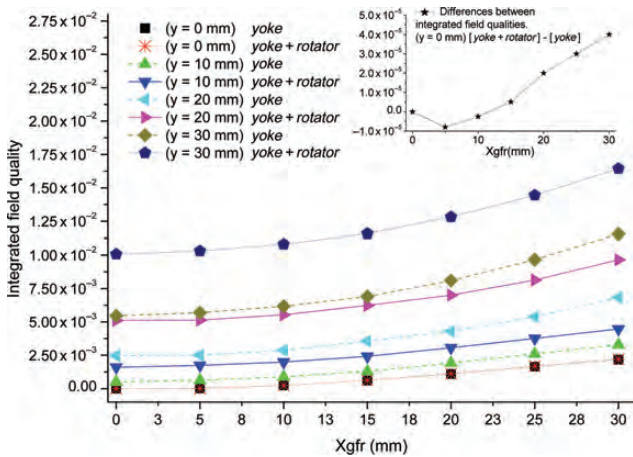 2.75 x 10⁻²
2.50 x 10⁻²
2.25 x 10⁻²
2.00 x 10⁻²
1.75 x 10⁻²
1.50 x 10⁻²
1.25 x 10⁻²
1.00 x 10⁻²
7.50 x 10⁻³
5.00 x 10⁻³
2.50 x 10⁻³
0.00
Integrated field quality
(y = 0 mm) yoke
(y = 0 mm) yoke + rotator
(y = 10 mm) yoke
(y = 10 mm) yoke + rotator
(y = 20 mm) yoke
(y = 20 mm) yoke + rotator
(y = 30 mm) yoke
(y = 30 mm) yoke + rotator
5.0 x 10⁻⁵
4.0 x 10⁻⁵
3.0 x 10⁻⁵
2.0 x 10⁻⁵
1.0 x 10⁻⁵
0.0
–1.0 x 10⁻⁵
Differences between
integrated field qualities.
(y = 0 mm) [yoke + rotator] - [yoke]
0 10 20 30
Xgfr(mm)
0 3 5 8 10 13 15 18 20 23 25 28 30
Xgfr (mm)